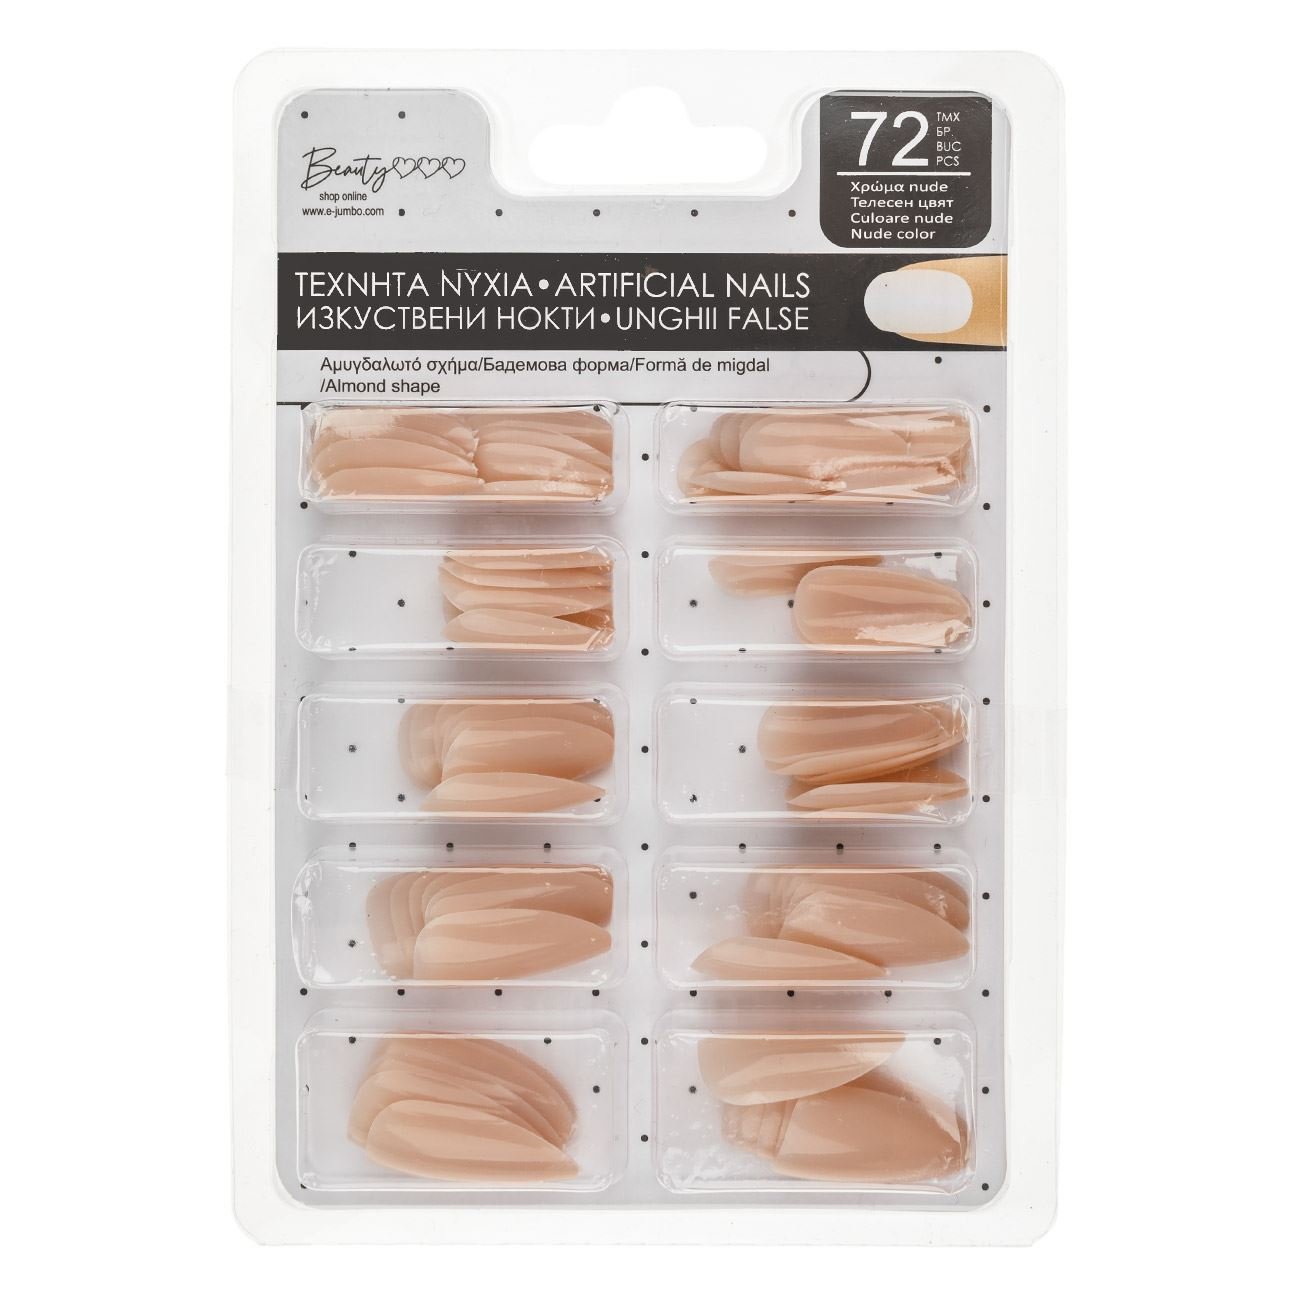 Beauty
shop online
www.e-jumbo.com
72 ΤΜΧ
БР.
BUC
PCS
Χρώμα nude
Телесен цвят
Culoare nude
Nude color
ΤΕΧΝΗΤΑ ΝΥΧΙΑ•ARTIFICIAL NAILS
ИЗКУСТВЕНИ НОКТИ•UNGHII FALSE
Αμυγδαλωτό σχήμα/Бадемова форма/Formă de migdal
/Almond shape